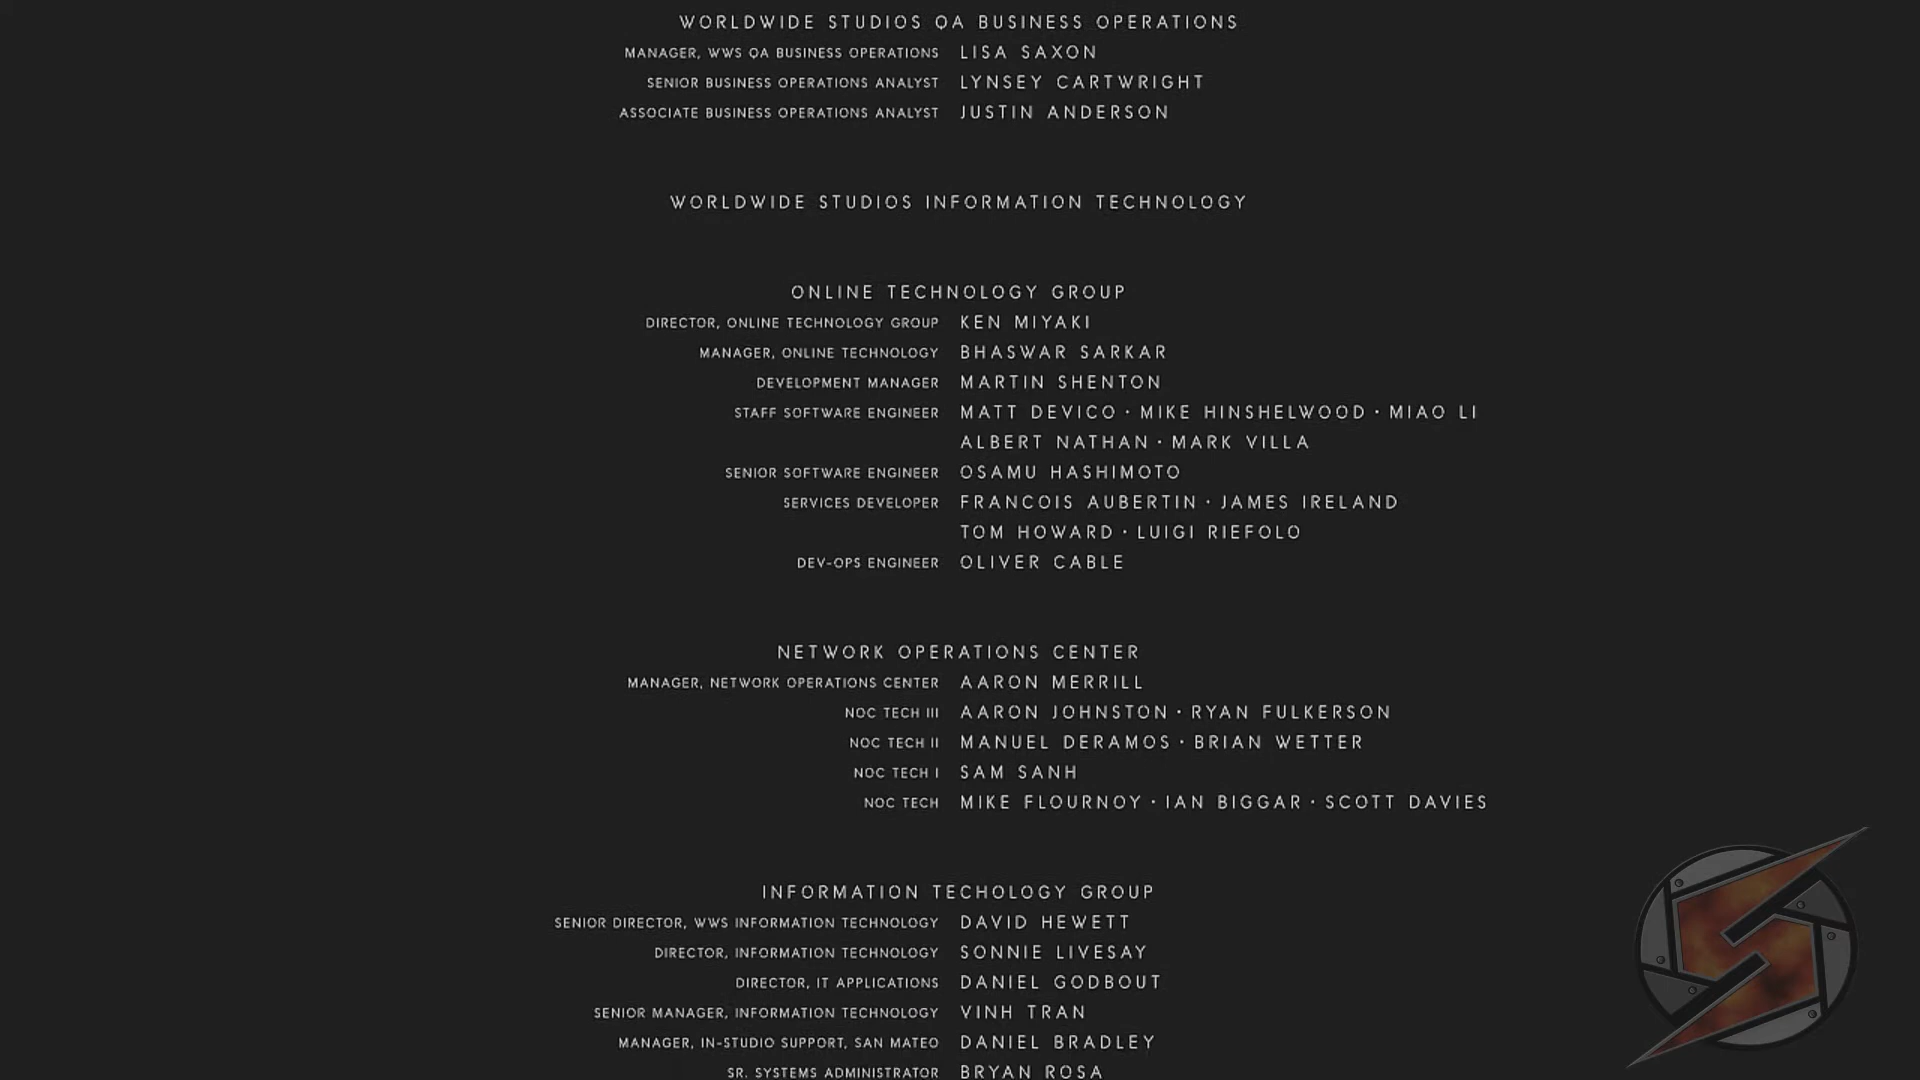 WORLDWIDE STUDIOS QA BUSINESS OPERATIONS
MANAGER, WWS QA BUSINESS OPERATIONS LISA SAXON
SENIOR BUSINESS OPERATIONS ANALYST LYNSEY CARTWRIGHT
ASSOCIATE BUSINESS OPERATIONS ANALYST JUSTIN ANDERSON
WORLDWIDE STUDIOS INFORMATION TECHNOLOGY
ONLINE TECHNOLOGY GROUP
DIRECTOR, ONLINE TECHNOLOGY GROUP KEN MIYAKI
MANAGER, ONLINE TECHNOLOGY BHASWAR SARKAR
DEVELOPMENT MANAGER MARTIN SHENTON
STAFF SOFTWARE ENGINEER MATT DEVICO · MIKE HINSHELWOOD · MIAO LI
ALBERT NATHAN · MARK VILLA
SENIOR SOFTWARE ENGINEER OSAMU HASHIMOTO
SERVICES DEVELOPER FRANCOIS AUBERTIN · JAMES IRELAND
TOM HOWARD · LUIGI RIEFOLO
DEV-OPS ENGINEER OLIVER CABLE
NETWORK OPERATIONS CENTER
MANAGER, NETWORK OPERATIONS CENTER AARON MERRILL
NOC TECH III AARON JOHNSTON · RYAN FULKERSON
NOC TECH II MANUEL DERAMOS · BRIAN WETTER
NOC TECH I SAM SANH
NOC TECH MIKE FLOURNOY · IAN BIGGAR · SCOTT DAVIES
INFORMATION TECHOLOGY GROUP
SENIOR DIRECTOR, WWS INFORMATION TECHNOLOGY DAVID HEWETT
DIRECTOR, INFORMATION TECHNOLOGY SONNIE LIVESAY
DIRECTOR, IT APPLICATIONS DANIEL GODBOUT
SENIOR MANAGER, INFORMATION TECHNOLOGY VINH TRAN
MANAGER, IN-STUDIO SUPPORT, SAN MATEO DANIEL BRADLEY
SR. SYSTEMS ADMINISTRATOR BRYAN ROSA